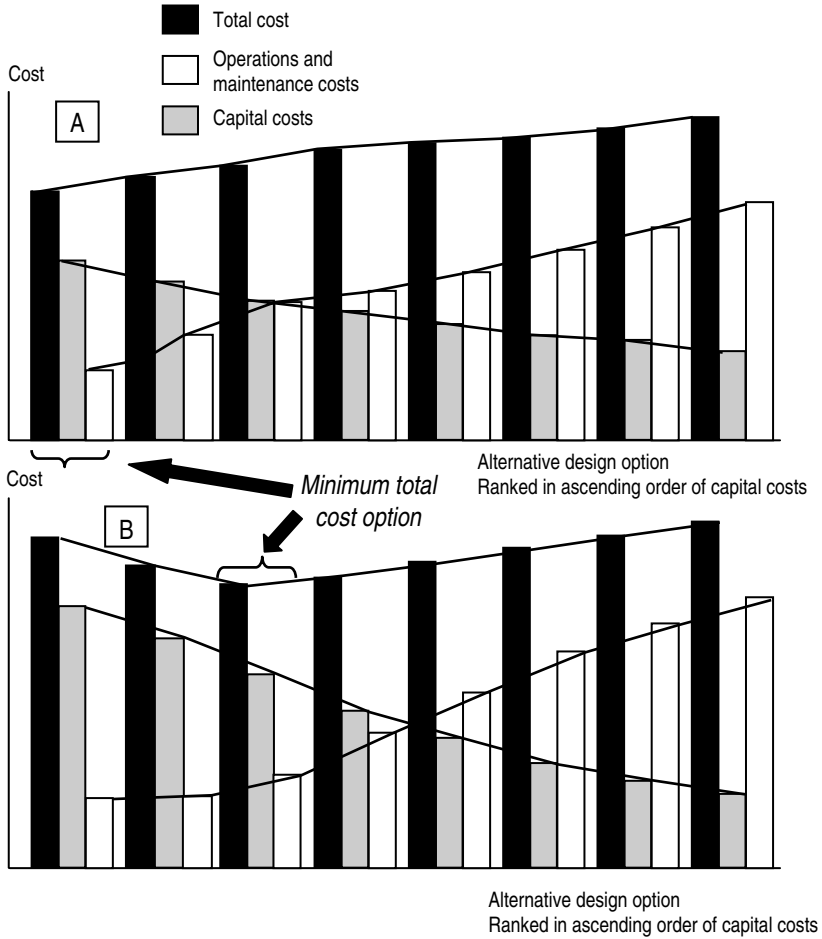 Total cost
Operations and
maintenance costs
Capital costs
Cost
A
Alternative design option
Ranked in ascending order of capital costs
Cost
Minimum total
cost option
B
Alternative design option
Ranked in ascending order of capital costs